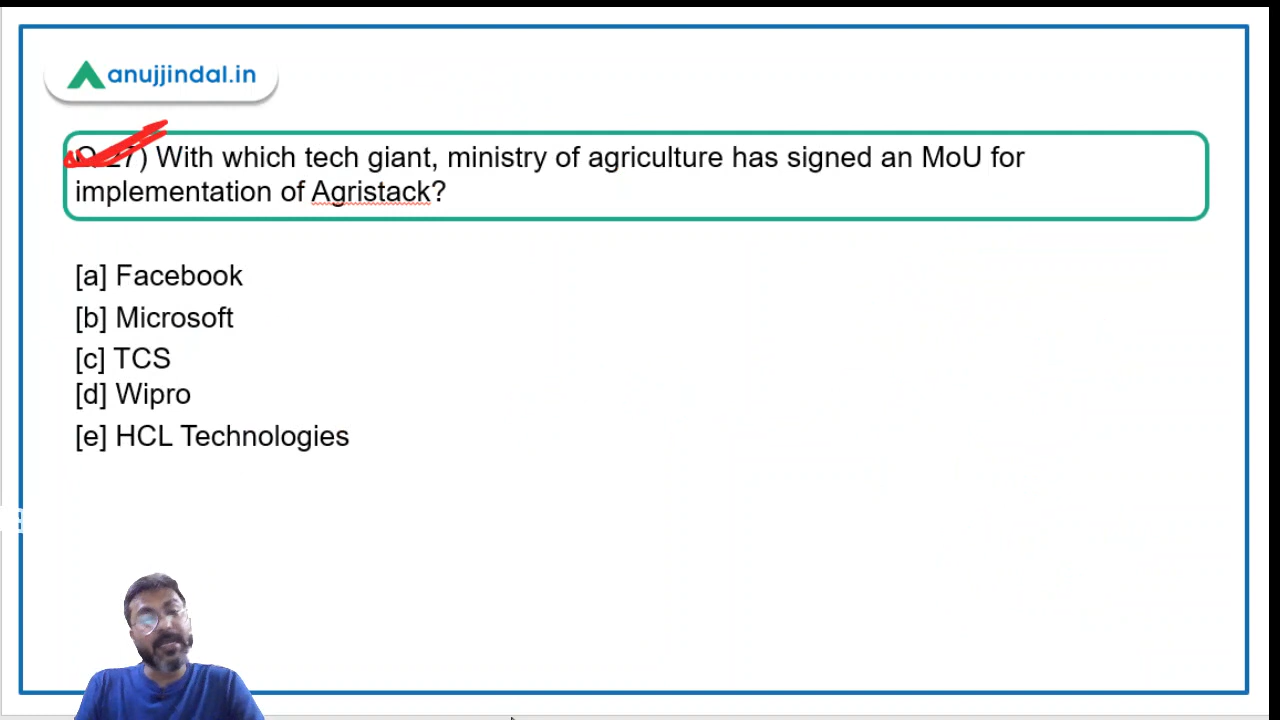 anujjindal.in
Q.27) With which tech giant, ministry of agriculture has signed an MoU for
implementation of Agristack?
[a] Facebook
[b] Microsoft
[c] TCS
[d] Wipro
[e] HCL Technologies